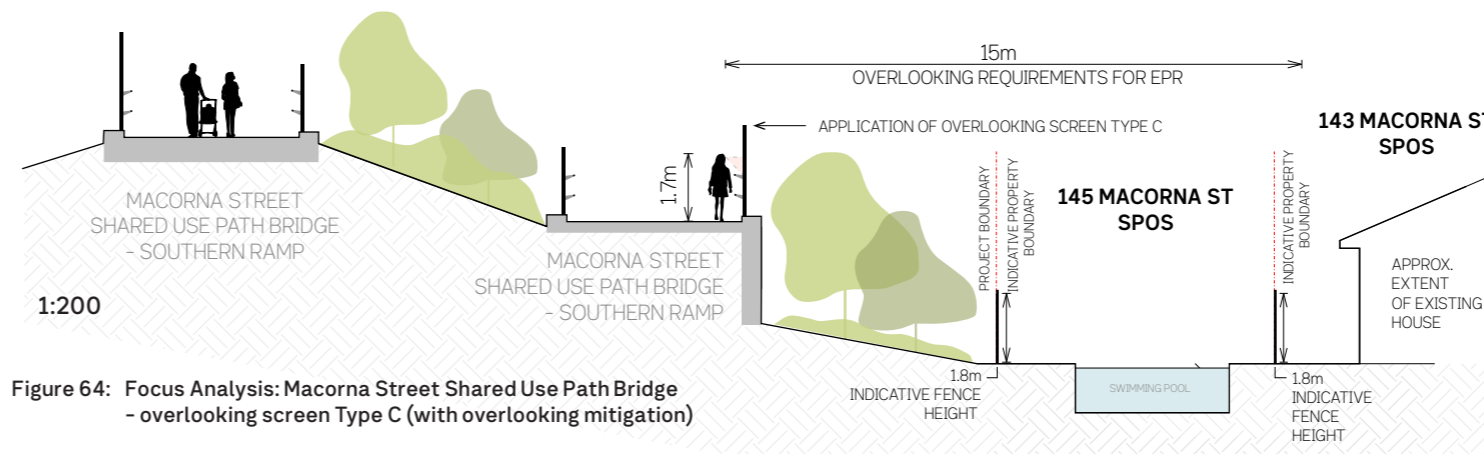 15m
OVERLOOKING REQUIREMENTS FOR EPR
APPLICATION OF OVERLOOKING SCREEN TYPE C
143 MACORNA ST
SPOS
1.7m
PROJECT BOUNDARY
INDICATIVE PROPERTY
BOUNDARY
145 MACORNA ST
SPOS
INDICATIVE PROPERTY
BOUNDARY
MACORNA STREET
SHARED USE PATH BRIDGE
- SOUTHERN RAMP
MACORNA STREET
SHARED USE PATH BRIDGE
- SOUTHERN RAMP
APPROX.
EXTENT
OF EXISTING
HOUSE
1:200
1.8m
INDICATIVE FENCE
HEIGHT
SWIMMING POOL
1.8m
INDICATIVE
FENCE
HEIGHT
Figure 64: Focus Analysis: Macorna Street Shared Use Path Bridge
- overlooking screen Type C (with overlooking mitigation)